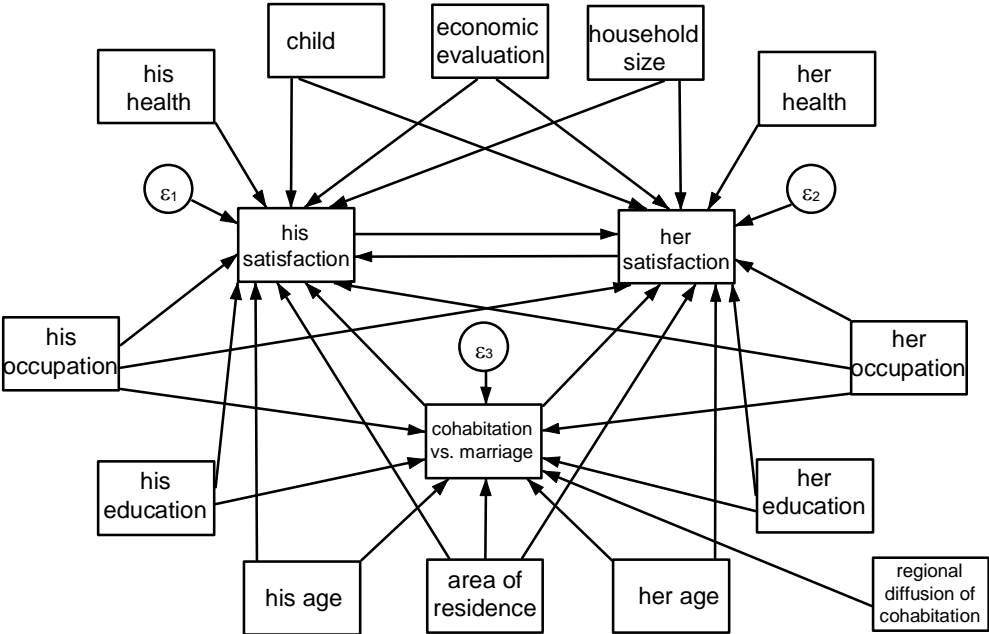 child
economic
evaluation
household
size
his
health
her
health
ε1
ε2
his
satisfaction
her
satisfaction
his
occupation
ε3
her
occupation
cohabitation
vs. marriage
his
education
her
education
his age
area of
residence
her age
regional
diffusion of
cohabitation